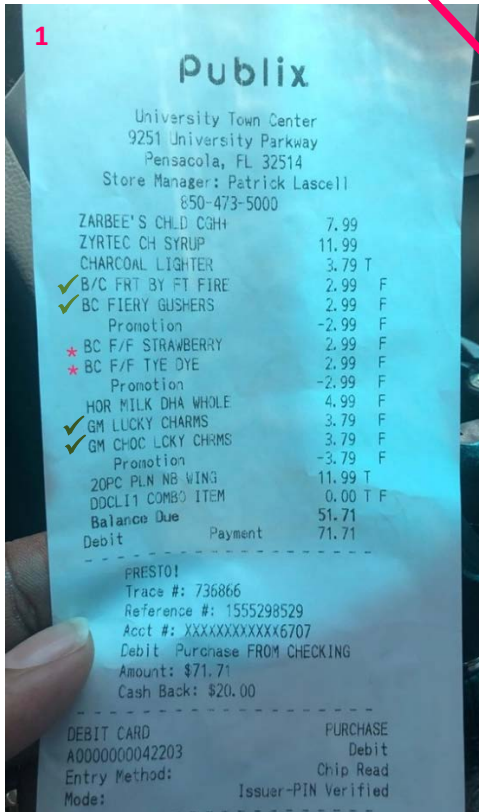 1
Publix
University Town Center
9251 University Parkway
Pensacola, FL 32514
Store Manager: Patrick Lascell
850-473-5000
ZARBEE'S CHLD CGH+ 7.99
ZYRTEC CH SYRUP 11.99
CHARCOAL LIGHTER 3.79 T
✓ B/C FRT BY FT FIRE 2.99 F
✓ BC FIERY GUSHERS 2.99 F
Promotion -2.99 F
* BC F/F STRAWBERRY 2.99 F
* BC F/F TYE DYE 2.99 F
Promotion -2.99 F
HOR MILK DHA WHOLE 4.99 F
✓ GM LUCKY CHARMS 3.79 F
✓ GM CHOC LCKY CHRMS 3.79 F
Promotion -3.79 F
20PC PLN NB WING 11.99 T
DDCLI1 COMBO ITEM 0.00 T F
Balance Due 51.71
Debit Payment 71.71
PRESTO!
Trace #: 736866
Reference #: 1555298529
Acct #: XXXXXXXXXXXX6707
Debit Purchase FROM CHECKING
Amount: $71.71
Cash Back: $20.00
DEBIT CARD PURCHASE
A0000000042203 Debit
Entry Method: Chip Read
Mode: Issuer-PIN Verified